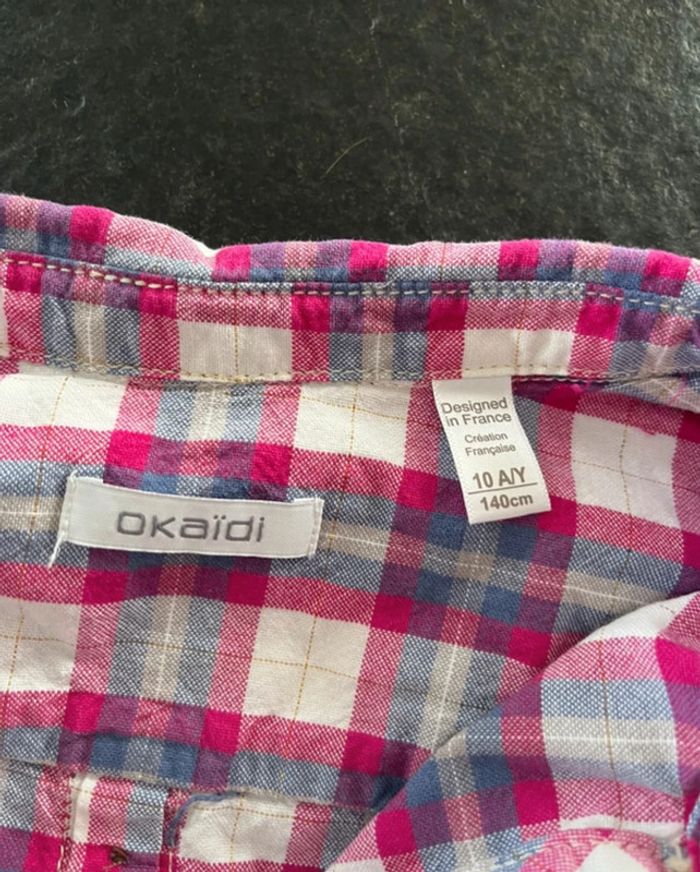 Designed
in France
Création
Française
10 A/Y
140cm
oKaïdi